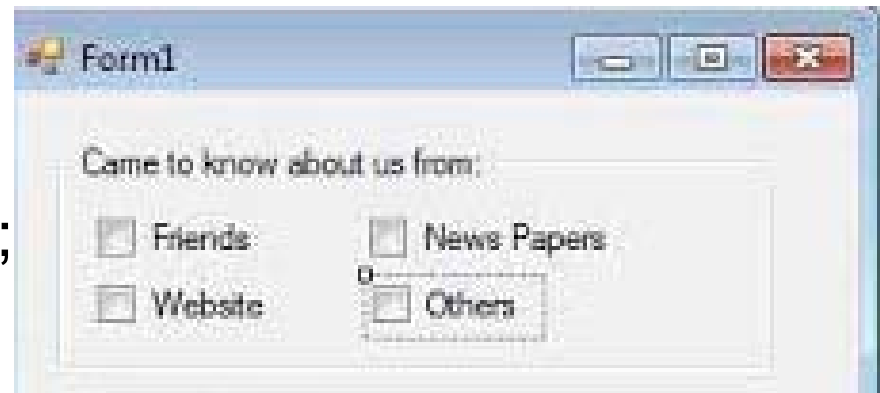 Form1
Came to know about us from:
;
Friends News Papers
Website Others